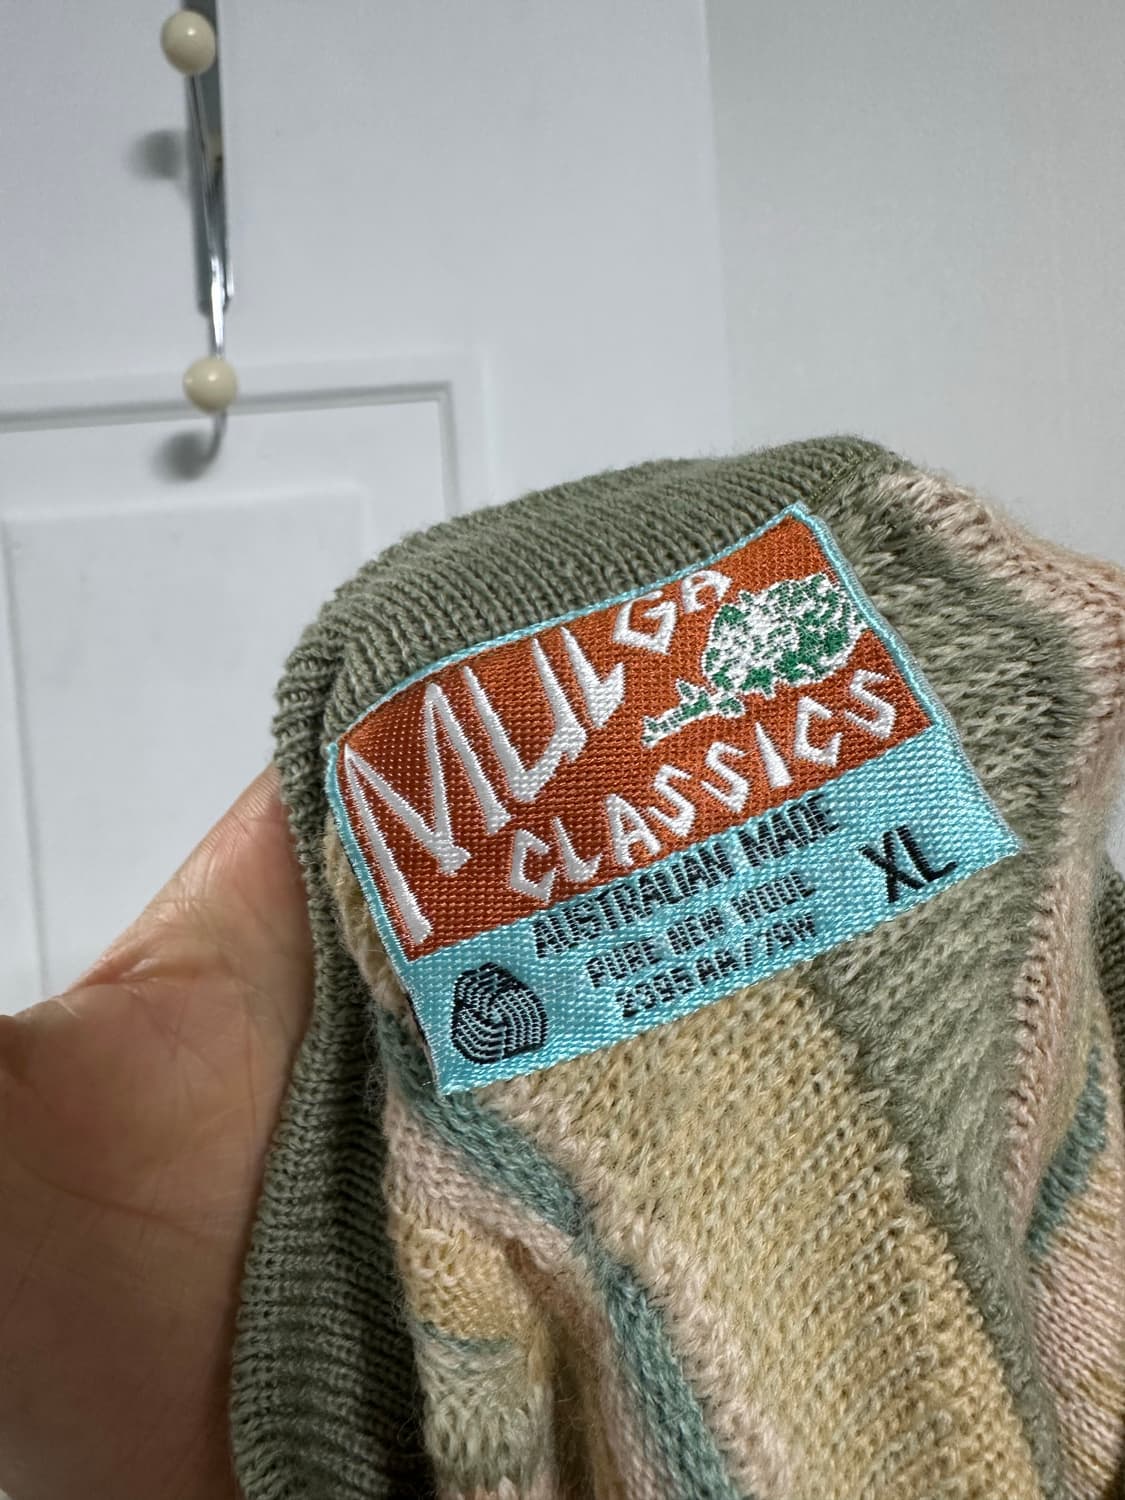 MULGA
CLASSICS
AUSTRALIAN MADE
PURE NEW WOOL
XL